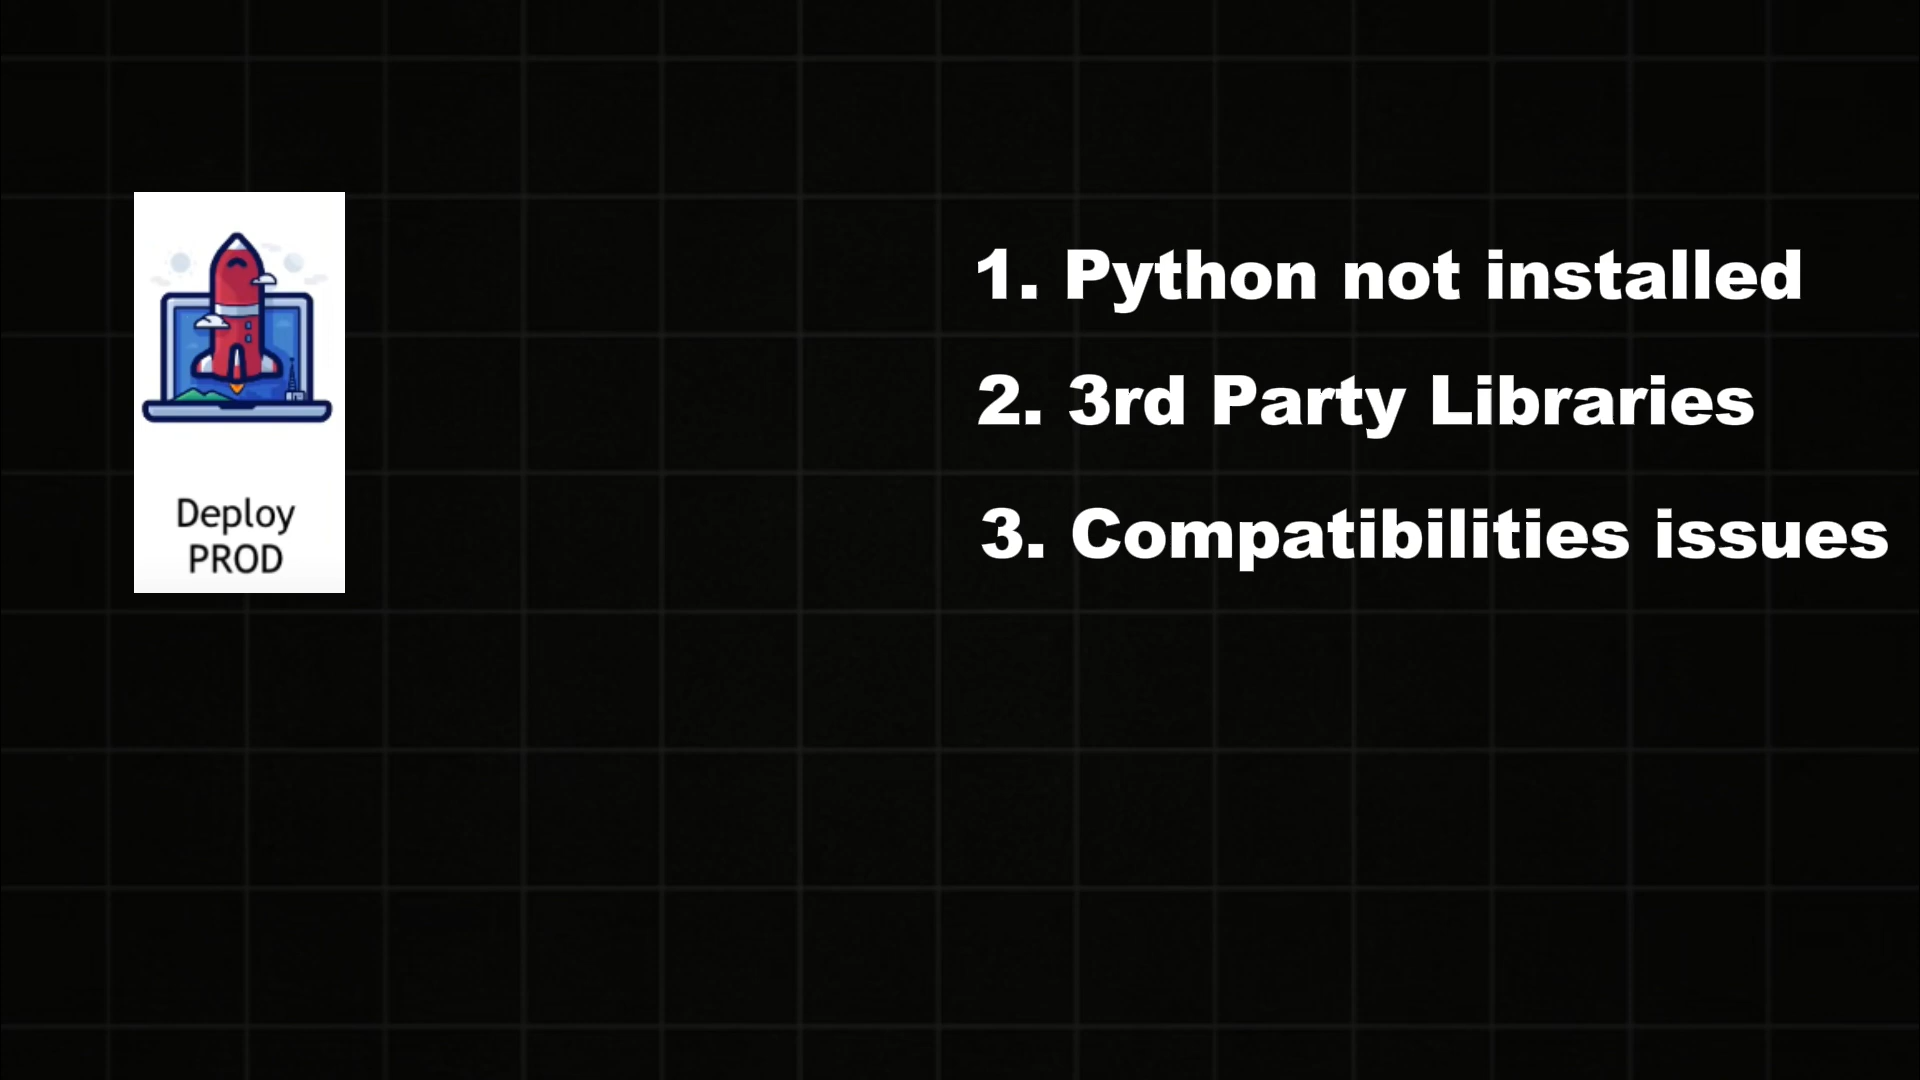 Deploy
PROD
1. Python not installed
2. 3rd Party Libraries
3. Compatibilities issues